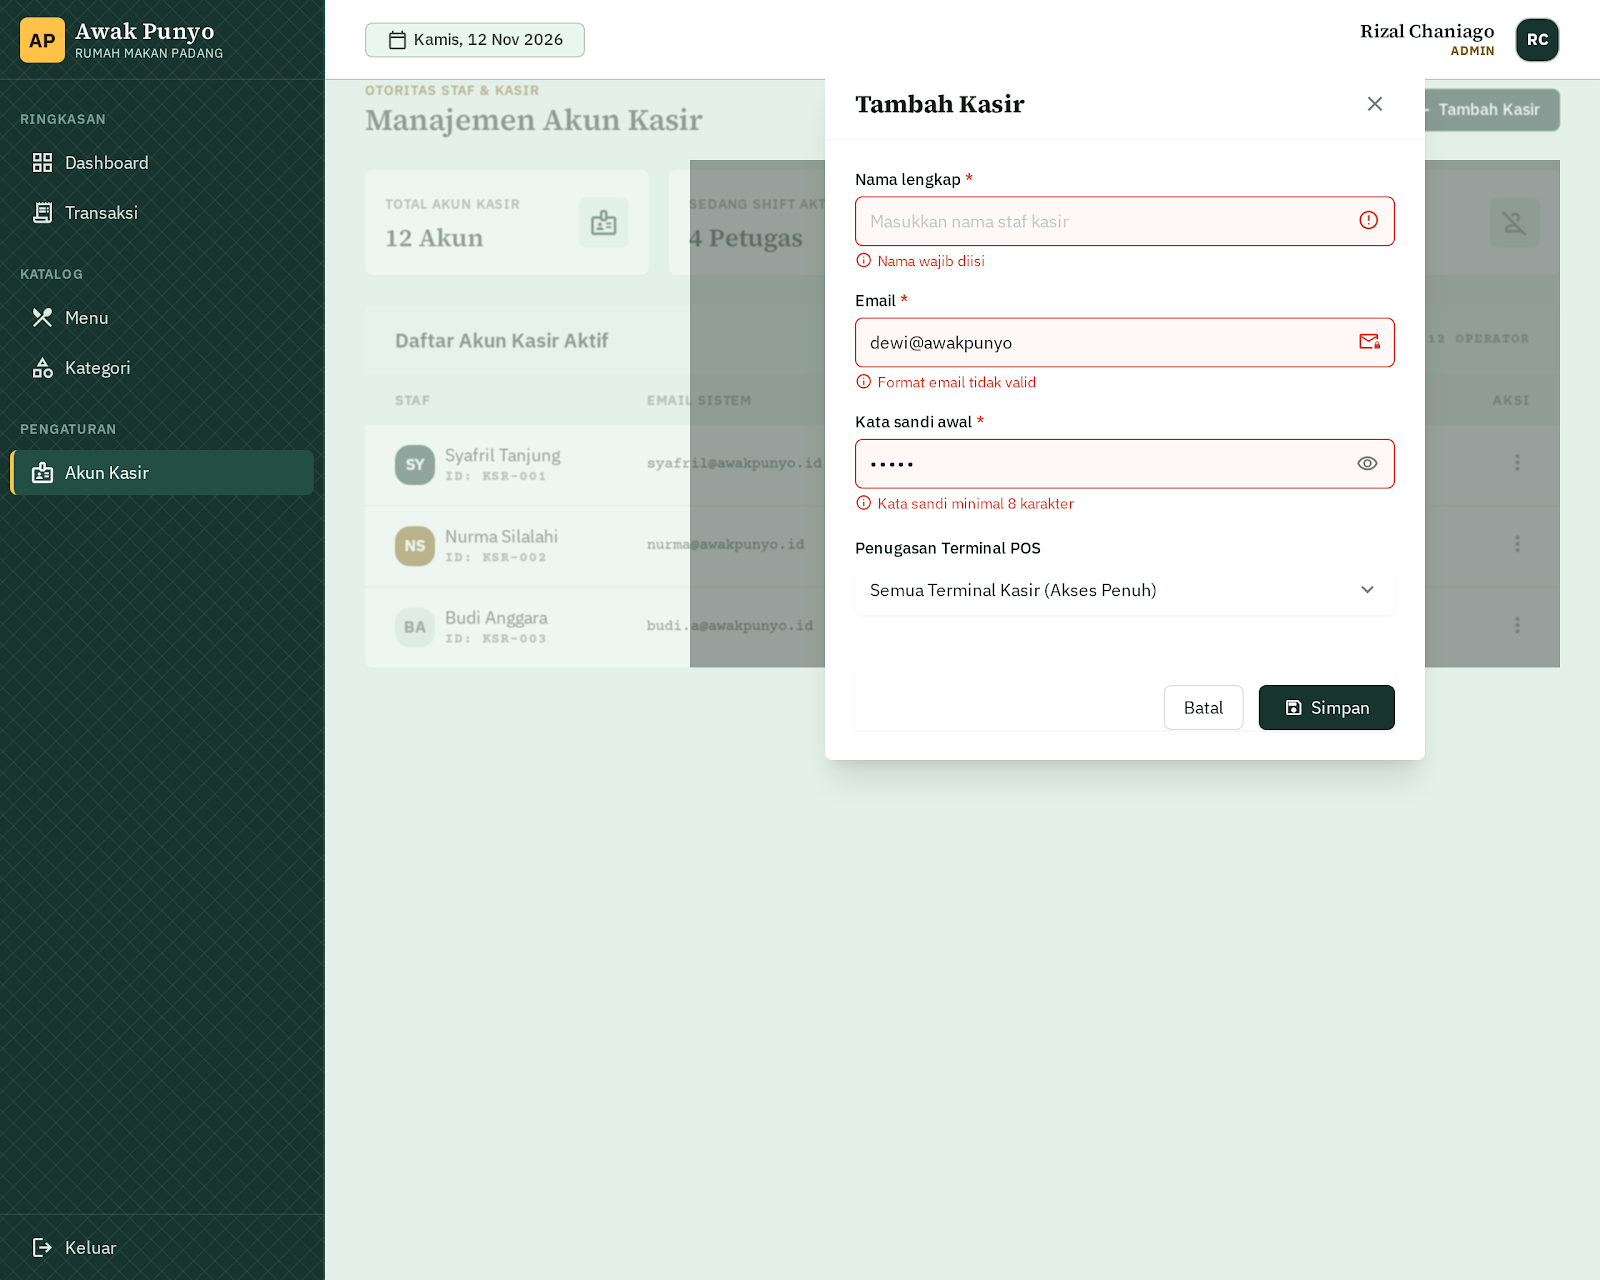 AP
Awak Punyo
RUMAH MAKAN PADANG
RINGKASAN
Dashboard
Transaksi
KATALOG
Menu
Kategori
PENGATURAN
Akun Kasir
Keluar
Kamis, 12 Nov 2026
Rizal Chaniago
ADMIN
RC
OTORITAS STAF & KASIR
Manajemen Akun Kasir
Tambah Kasir
TOTAL AKUN KASIR
12 Akun
SEDANG SHIFT AKT
4 Petugas
Daftar Akun Kasir Aktif
12 OPERATOR
STAF
EMAIL SISTEM
AKSI
SY
Syafril Tanjung
ID: KSR-001
syafril@awakpunyo.id
NS
Nurma Silalahi
ID: KSR-002
nurma@awakpunyo.id
BA
Budi Anggara
ID: KSR-003
budi.a@awakpunyo.id
Tambah Kasir
Nama lengkap *
Masukkan nama staf kasir
Nama wajib diisi
Email *
dewi@awakpunyo
Format email tidak valid
Kata sandi awal *
•••••
Kata sandi minimal 8 karakter
Penugasan Terminal POS
Semua Terminal Kasir (Akses Penuh)
Batal
Simpan